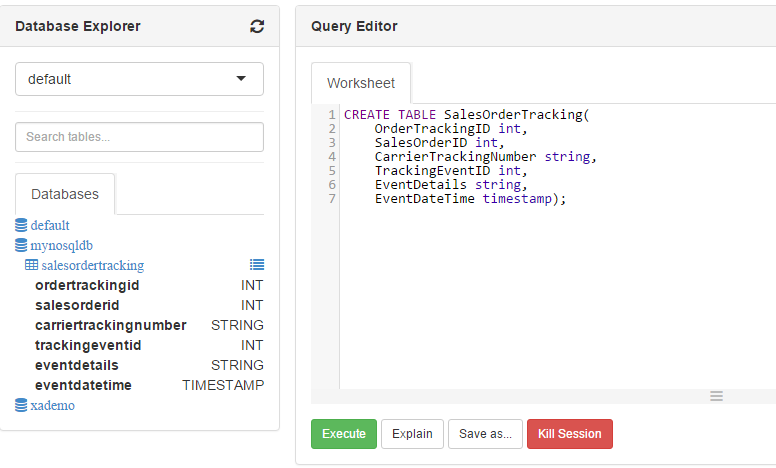 Database Explorer
default
Search tables...
Databases
default
mynosqldb
salesordertracking
ordertrackingid INT
salesorderid INT
carriertrackingnumber STRING
trackingeventid INT
eventdetails STRING
eventdatetime TIMESTAMP
xademo
Query Editor
Worksheet
1 CREATE TABLE SalesOrderTracking(
2 OrderTrackingID int,
3 SalesOrderID int,
4 CarrierTrackingNumber string,
5 TrackingEventID int,
6 EventDetails string,
7 EventDateTime timestamp);
Execute Explain Save as... Kill Session